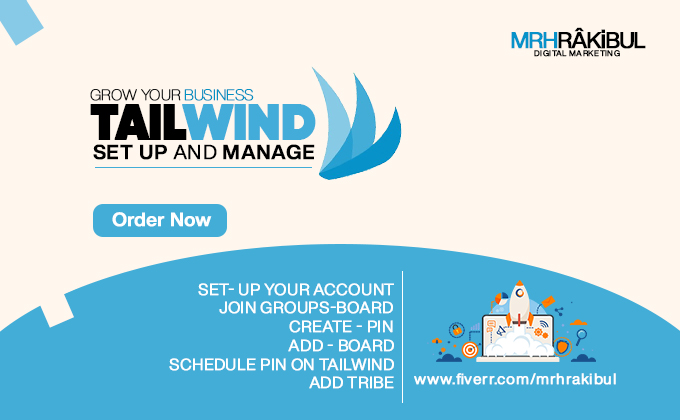 MRHRÂKİBUL
DIGITAL MARKETING
GROW YOUR BUSINESS
TAILWIND
SET UP AND MANAGE
Order Now
SET- UP YOUR ACCOUNT
JOIN GROUPS-BOARD
CREATE - PIN
ADD - BOARD
SCHEDULE PIN ON TAILWIND
ADD TRIBE
www.fiverr.com/mrhrakibul